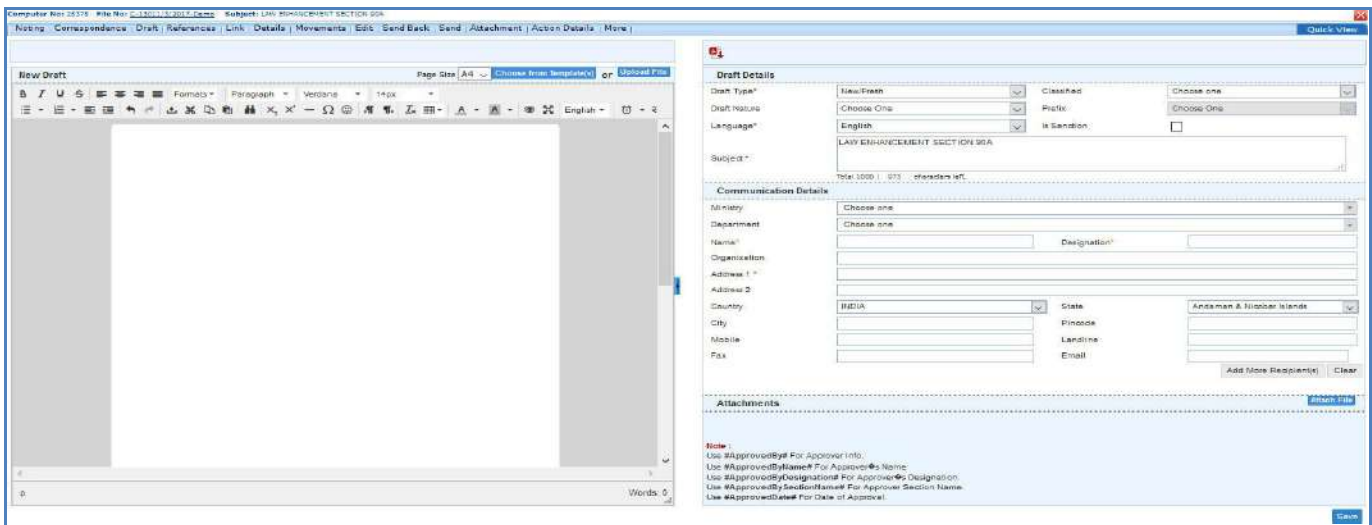 Computer No: 25375 File No: C-13011/3/2017-Demo Subject: LAW ENHANCEMENT SECTION 90A
Noting | Correspondence | Draft | References | Link | Details | Movements | Edit | Send Back | Send | Attachment | Action Details | More |
Quick View
New Draft Page Size A4 Choose from Template(s) or Upload File
B I U S Formats Paragraph Verdana 14px
English
Words: 0
p
Draft Details
Draft Type* New/Fresh Classified Choose one
Draft Nature Choose One Prefix Choose One
Language* English Is Sanction
Subject * LAW ENHANCEMENT SECTION 90A
Total 1000 | 973 characters left.
Communication Details
Ministry Choose one
Department Choose one
Name* Designation*
Organization
Address 1 *
Address 2
Country INDIA State Andaman & Nicobar Islands
City Pincode
Mobile Landline
Fax Email
Add More Recipient(s) Clear
Attachments Attach File
Note :
Use #ApprovedBy# For Approver Info.
Use #ApprovedByName# For Approver�s Name
Use #ApprovedByDesignation# For Approver�s Designation.
Use #ApprovedBySectionName# For Approver Section Name.
Use #ApprovedDate# For Date of Approval.
Save